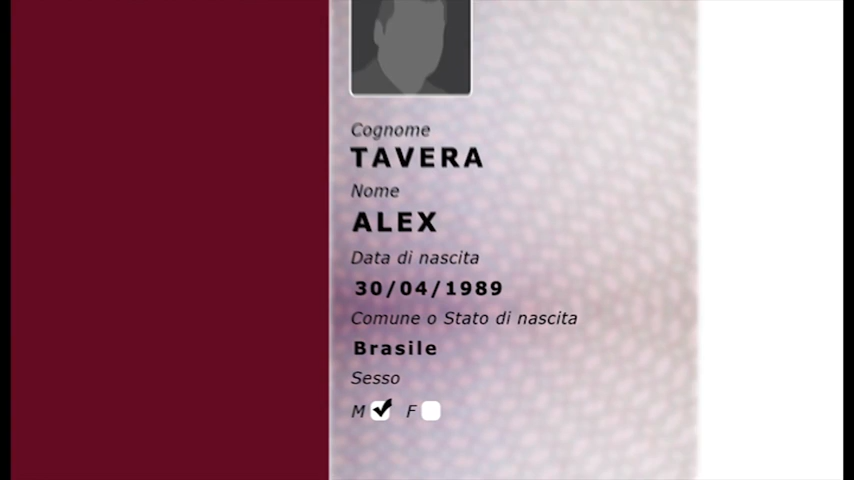 Cognome
TAVERA
Nome
ALEX
Data di nascita
30/04/1989
Comune o Stato di nascita
Brasile
Sesso
M F